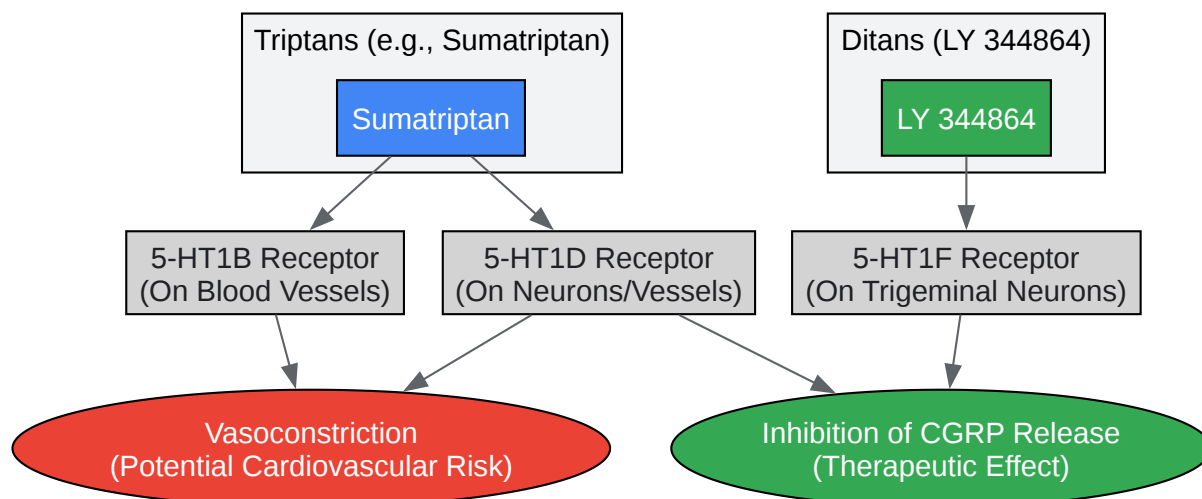 Triptans (e.g., Sumatriptan)
Ditans (LY 344864)
Sumatriptan
LY 344864
5-HT1B Receptor
(On Blood Vessels)
5-HT1D Receptor
(On Neurons/Vessels)
5-HT1F Receptor
(On Trigeminal Neurons)
Vasoconstriction
(Potential Cardiovascular Risk)
Inhibition of CGRP Release
(Therapeutic Effect)